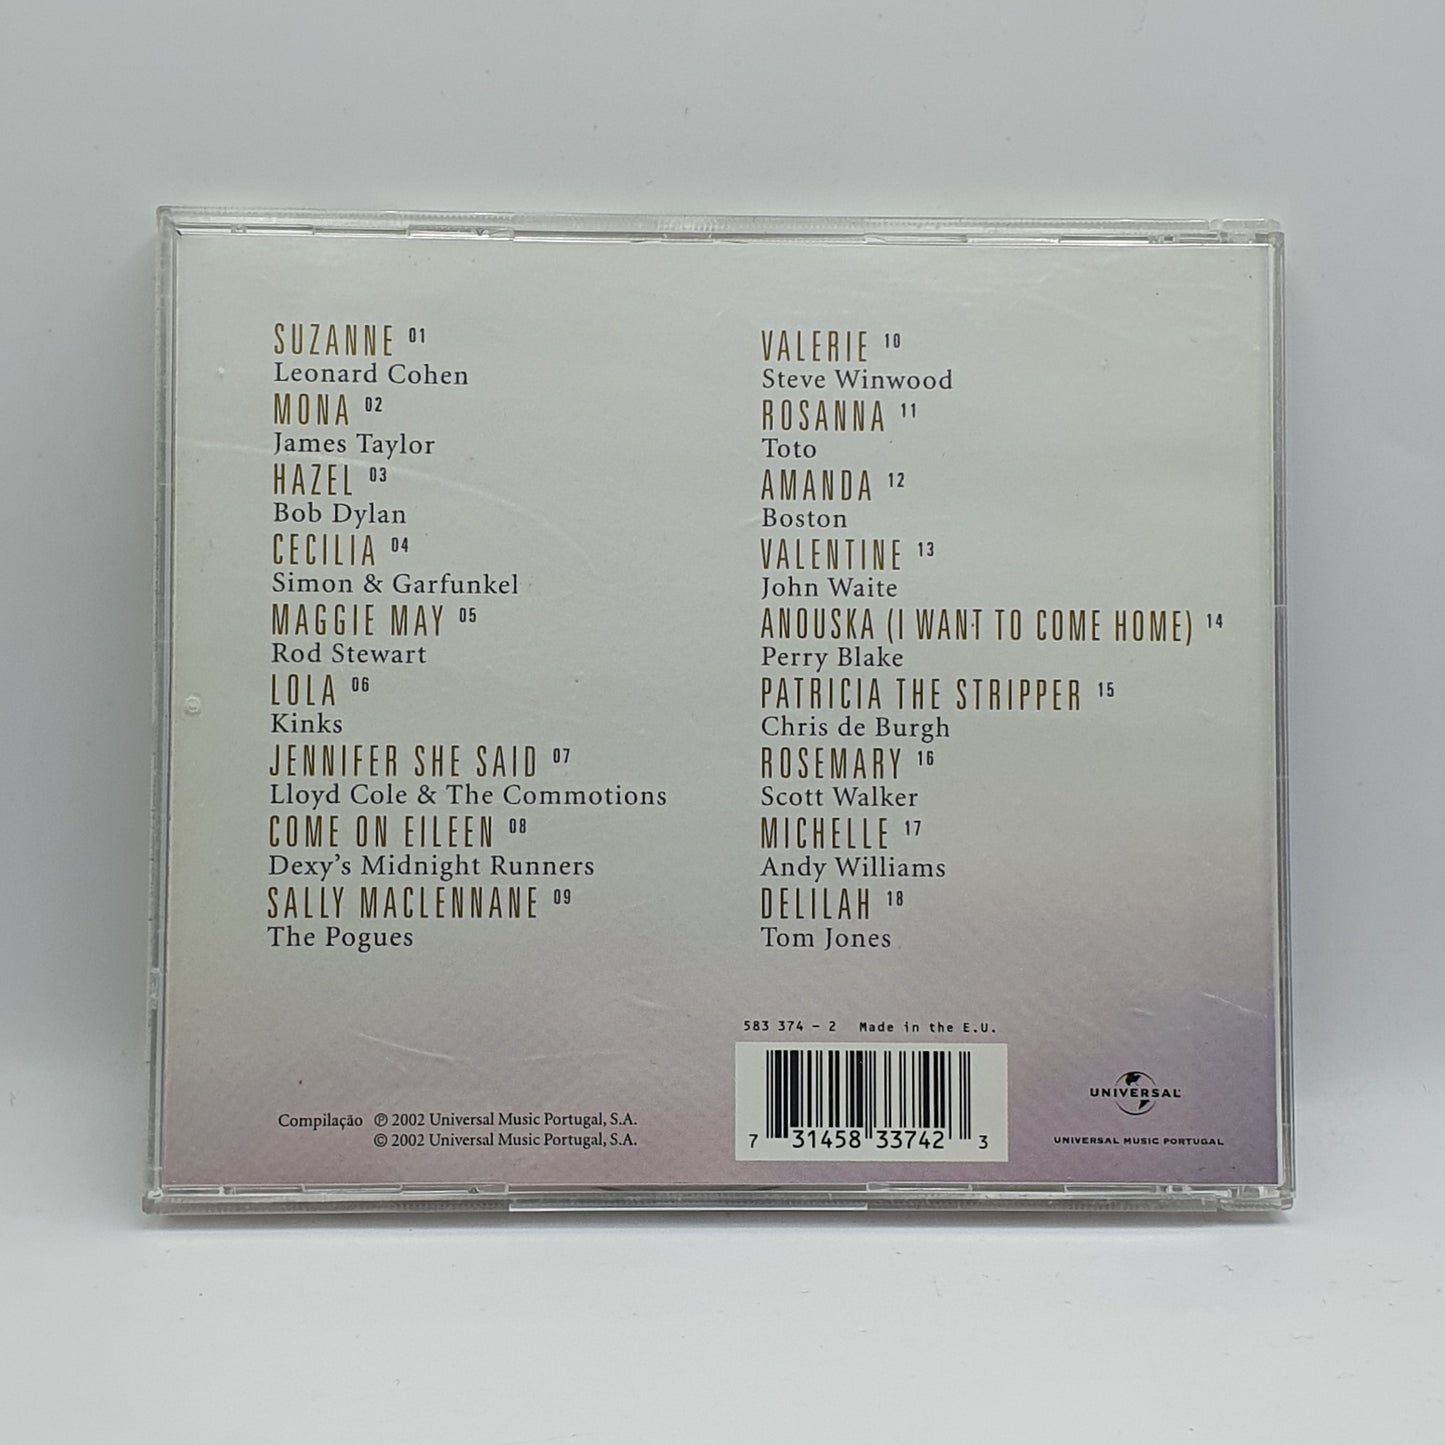 SUZANNE 01
Leonard Cohen
MONA 02
James Taylor
HAZEL 03
Bob Dylan
CECILIA 04
Simon & Garfunkel
MAGGIE MAY 05
Rod Stewart
LOLA 06
Kinks
JENNIFER SHE SAID 07
Lloyd Cole & The Commotions
COME ON EILEEN 08
Dexy's Midnight Runners
SALLY MACLENNANE 09
The Pogues
VALERIE 10
Steve Winwood
ROSANNA 11
Toto
AMANDA 12
Boston
VALENTINE 13
John Waite
ANOUSKA (I WANT TO COME HOME) 14
Perry Blake
PATRICIA THE STRIPPER 15
Chris de Burgh
ROSEMARY 16
Scott Walker
MICHELLE 17
Andy Williams
DELILAH 18
Tom Jones
583 374 - 2 Made in the E.U.
7 31458 33742 3
Compilação ℗ 2002 Universal Music Portugal, S.A.
© 2002 Universal Music Portugal, S.A.
UNIVERSAL
UNIVERSAL MUSIC PORTUGAL